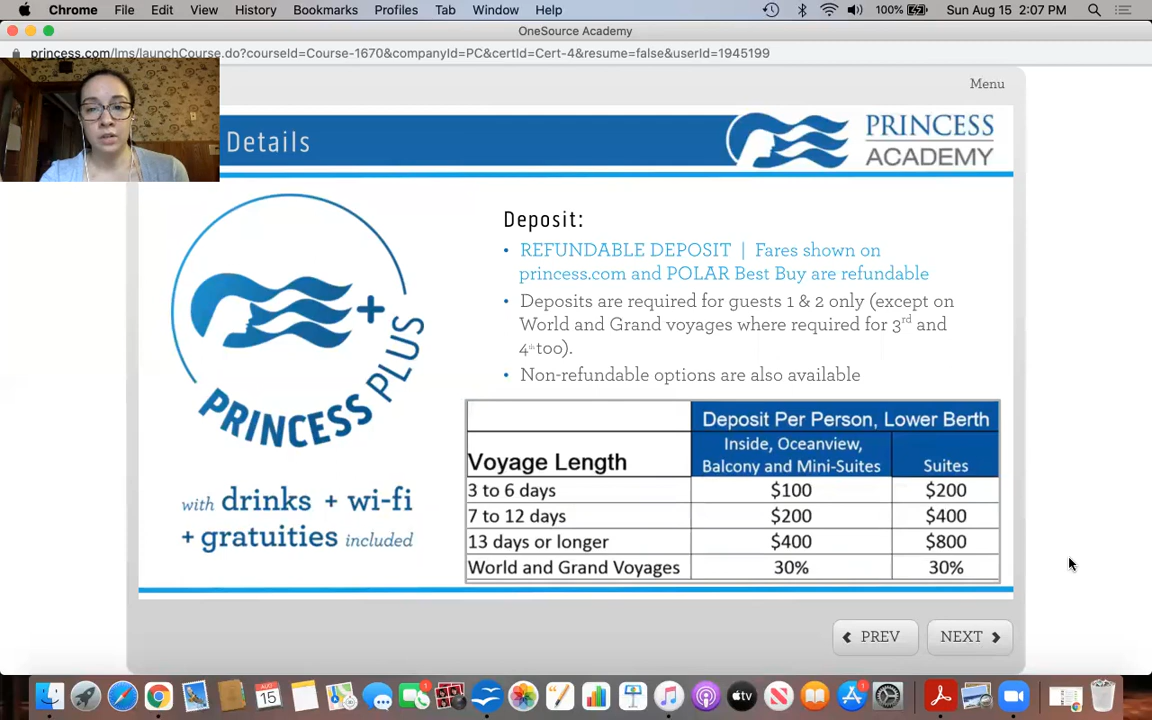 Chrome File Edit View History Bookmarks Profiles Tab Window Help 100% Sun Aug 15 2:07 PM
OneSource Academy
princess.com/lms/launchCourse.do?courseId=Course-1670&companyId=PC&certId=Cert-4&resume=false&userId=1945199
Menu
Details
PRINCESS
ACADEMY
PRINCESS PLUS
with drinks + wi-fi
+ gratuities included
Deposit:
• REFUNDABLE DEPOSIT | Fares shown on
princess.com and POLAR Best Buy are refundable
• Deposits are required for guests 1 & 2 only (except on
World and Grand voyages where required for 3rd and
4th too).
• Non-refundable options are also available
Deposit Per Person, Lower Berth
Voyage Length Inside, Oceanview, Balcony and Mini-Suites Suites
3 to 6 days $100 $200
7 to 12 days $200 $400
13 days or longer $400 $800
World and Grand Voyages 30% 30%
PREV NEXT
AUG
15
1